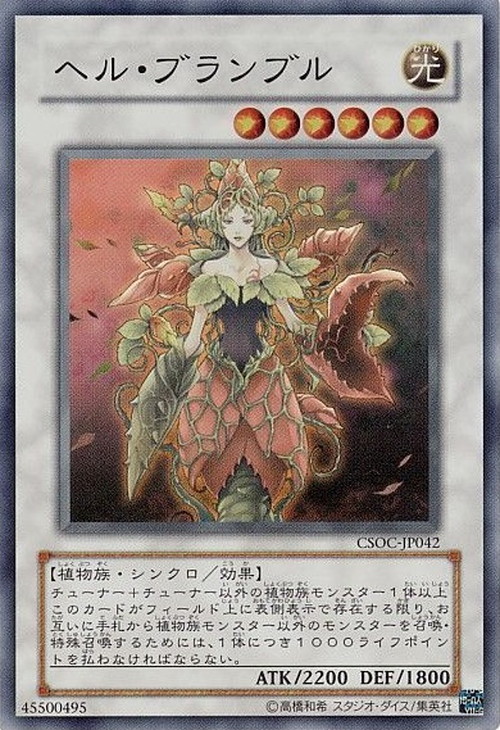 ヘル・ブランブル
光
CSOC-JP042
【植物族・シンクロ/効果】
チューナー+チューナー以外の植物族モンスター1体以上
このカードがフィールド上に表側表示で存在する限り、お
互いに手札から植物族モンスター以外のモンスターを召喚・
特殊召喚するためには、1体につき1000ライフポイン
トを払わなければならない。
ATK/2200 DEF/1800
45500495 ©高橋和希 スタジオ・ダイス/集英社